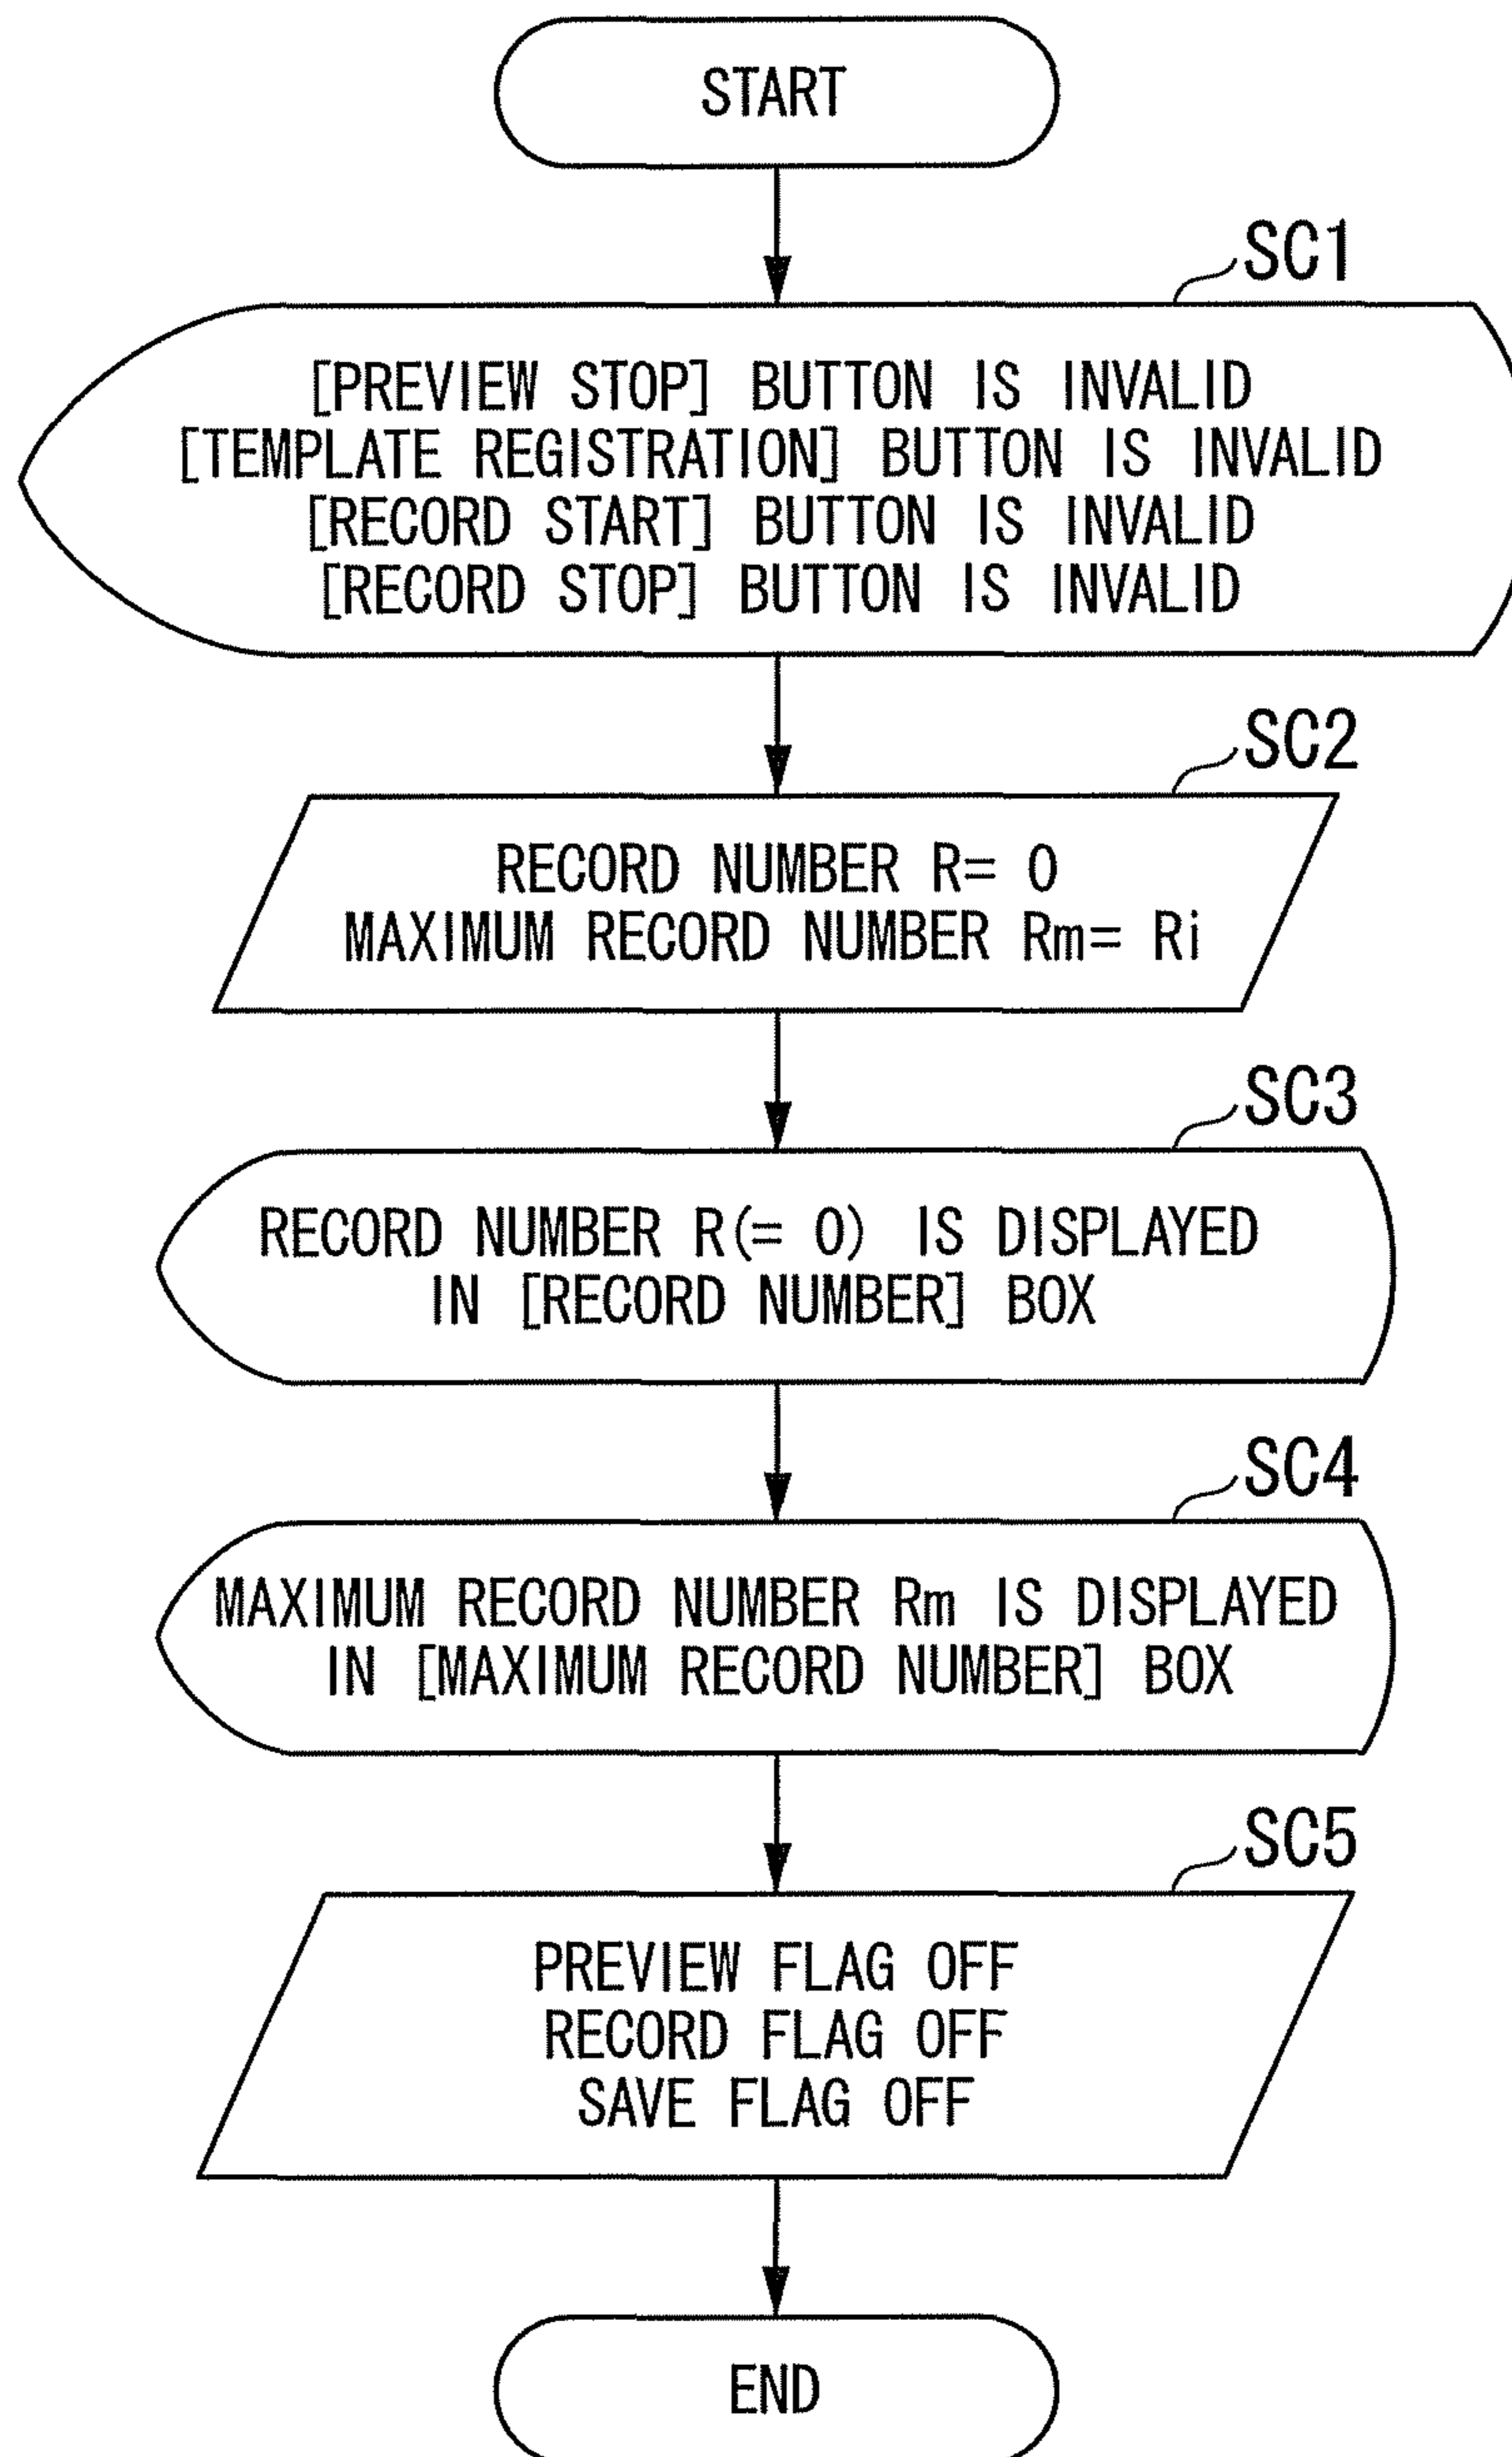 START
SC1
[PREVIEW STOP] BUTTON IS INVALID
[TEMPLATE REGISTRATION] BUTTON IS INVALID
[RECORD START] BUTTON IS INVALID
[RECORD STOP] BUTTON IS INVALID
SC2
RECORD NUMBER R= 0
MAXIMUM RECORD NUMBER Rm= Ri
SC3
RECORD NUMBER R(= 0) IS DISPLAYED
IN [RECORD NUMBER] BOX
SC4
MAXIMUM RECORD NUMBER Rm IS DISPLAYED
IN [MAXIMUM RECORD NUMBER] BOX
SC5
PREVIEW FLAG OFF
RECORD FLAG OFF
SAVE FLAG OFF
END